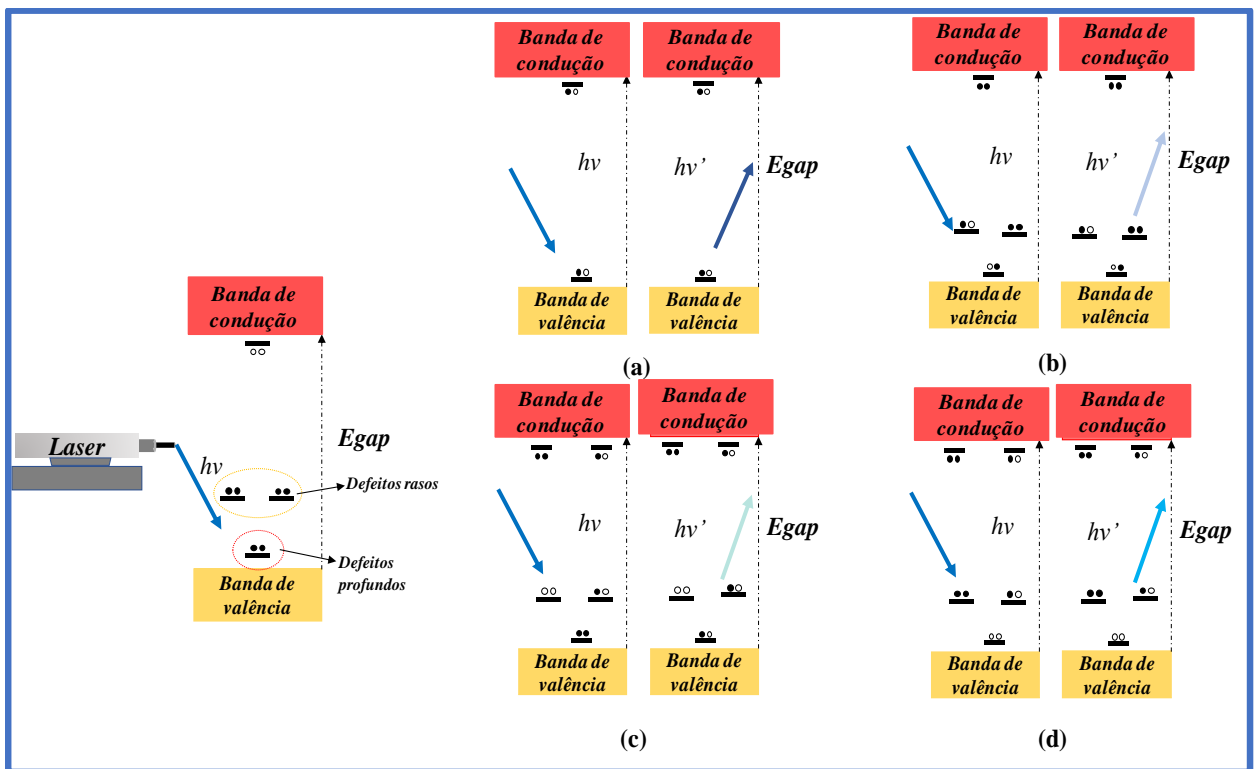 Banda de
condução
Laser
hν
Egap
Defeitos rasos
Defeitos
profundos
Banda de
valência
Banda de
condução
Banda de
condução
hν
hν’
Egap
Banda de
valência
Banda de
valência
(a)
Banda de
condução
Banda de
condução
hν
hν’
Egap
Banda de
valência
Banda de
valência
(b)
Banda de
condução
Banda de
condução
hν
hν’
Egap
Banda de
valência
Banda de
valência
(c)
Banda de
condução
Banda de
condução
hν
hν’
Egap
Banda de
valência
Banda de
valência
(d)